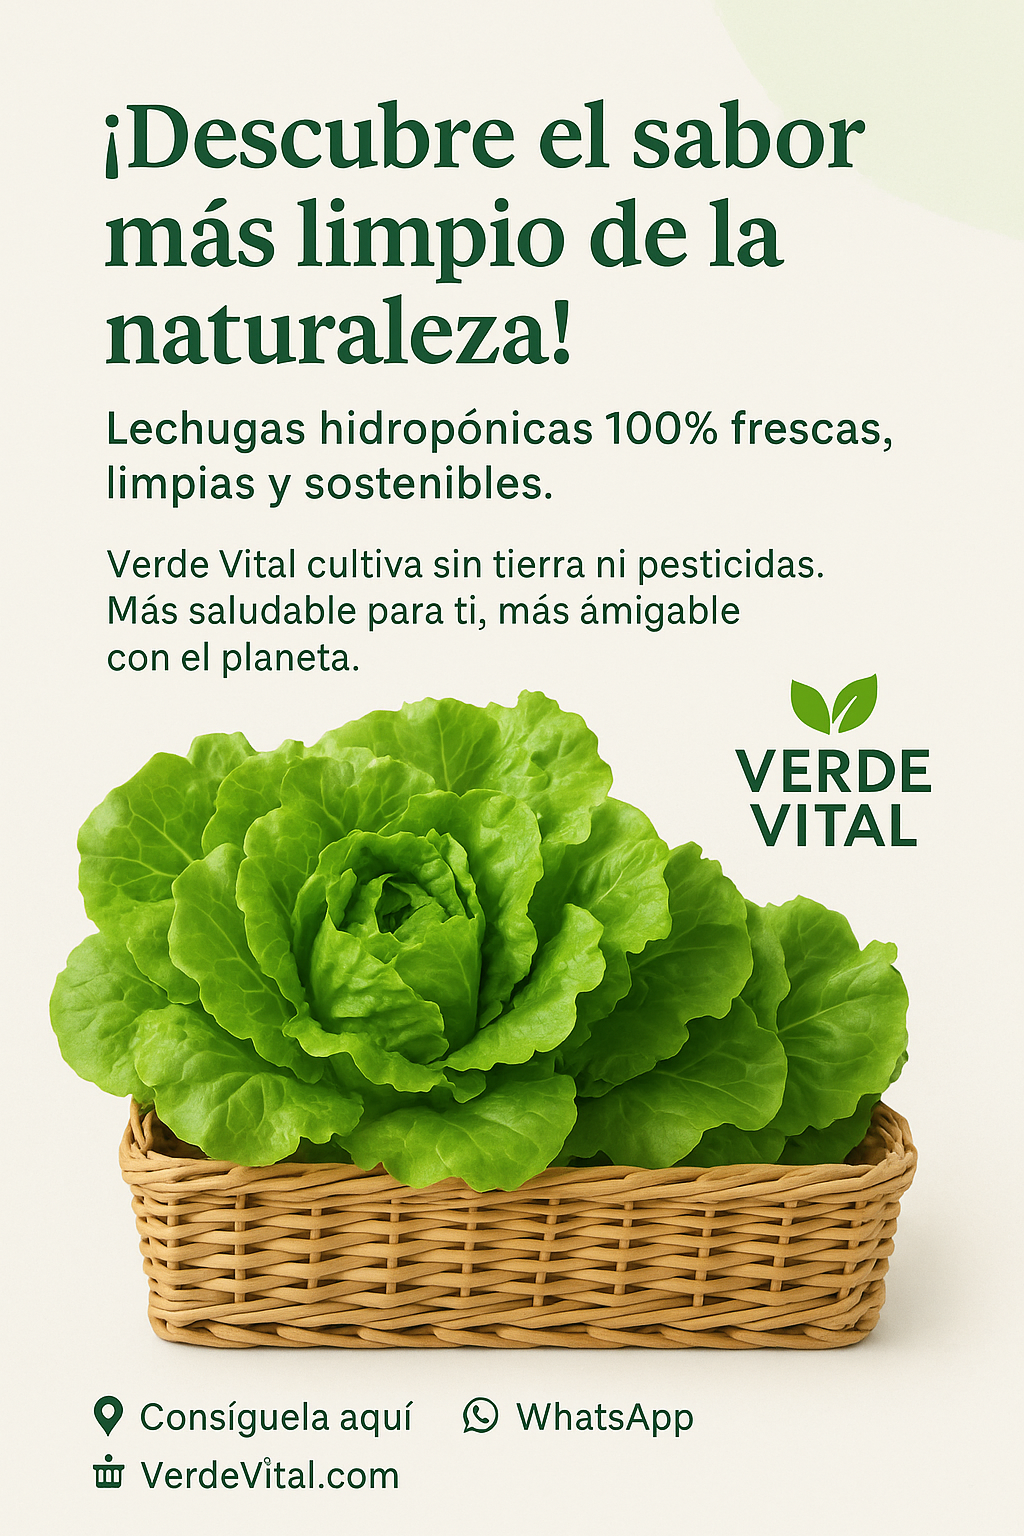 ¡Descubre el sabor
más limpio de la
naturaleza!
Lechugas hidropónicas 100% frescas,
limpias y sostenibles.
Verde Vital cultiva sin tierra ni pesticidas.
Más saludable para ti, más ámigable
con el planeta.
VERDE
VITAL
Consíguela aquí
WhatsApp
VerdeVital.com